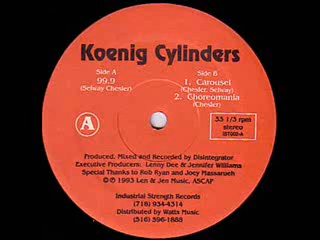 Koenig Cylinders
Side A
99.9
(Selway Chesler)
Side B
1. Carousel
(Chesler, Selway)
2. Choreomania
(Chesler)
A
33 1/3 rpm
stereo
Produced, Mixed and Recorded by Disintegrator
Executive Producers: Lenny Dee & Jennifer Williams
Special Thanks to Rob Ryan and Joey Massarueh
©℗ 1993 Len & Jen Music, ASCAP
Industrial Strength Records
(718) 934-4314
Distributed by Watts Music
(516) 596-1888